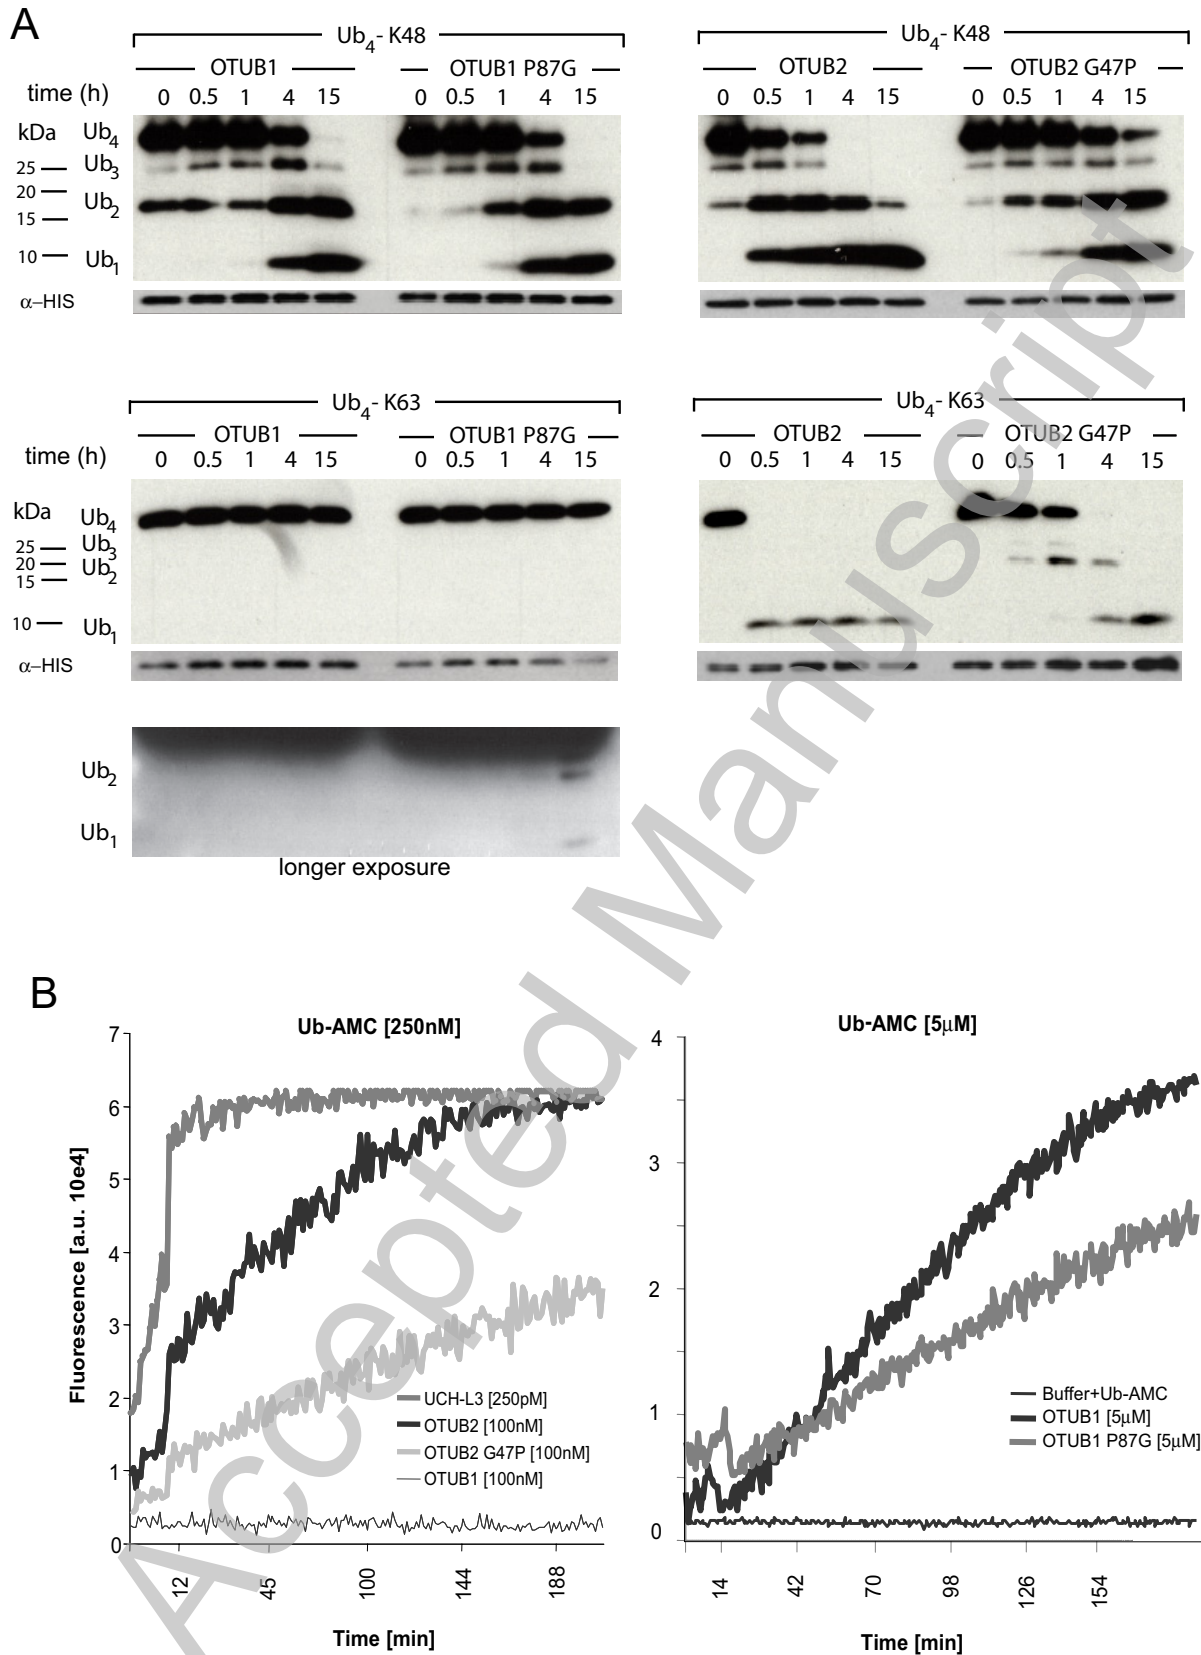 A
Ub4- K48
OTUB1 OTUB1 P87G
time (h) 0 0.5 1 4 15 0 0.5 1 4 15
kDa Ub4
25 Ub3
20
15 Ub2
10 Ub1
α–HIS
Ub4- K48
OTUB2 OTUB2 G47P
0 0.5 1 4 15 0 0.5 1 4 15
Ub4- K63
OTUB1 OTUB1 P87G
time (h) 0 0.5 1 4 15 0 0.5 1 4 15
kDa Ub4
25 Ub3
20 Ub2
15
10 Ub1
α–HIS
Ub4- K63
OTUB2 OTUB2 G47P
0 0.5 1 4 15 0 0.5 1 4 15
Ub2
Ub1
longer exposure
B
Ub-AMC [250nM]
Fluorescence [a.u. 10e4]
7
6
5
4
3
2
1
0
UCH-L3 [250pM]
OTUB2 [100nM]
OTUB2 G47P [100nM]
OTUB1 [100nM]
12 45 100 144 188
Time [min]
Ub-AMC [5μM]
4
3
2
1
0
Buffer+Ub-AMC
OTUB1 [5μM]
OTUB1 P87G [5μM]
14 42 70 98 126 154
Time [min]
Accepted Manuscript